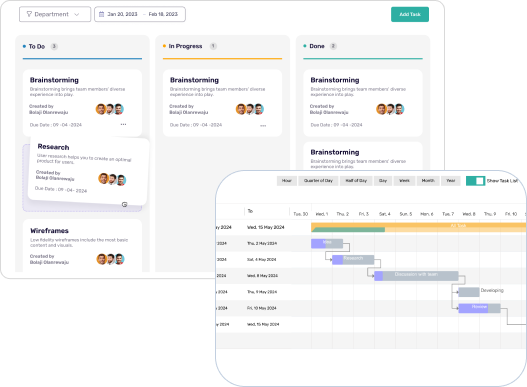 Department
Jan 20, 2023 - Feb 18, 2023
Add Task
To Do 3
In Progress 1
Done 2
Brainstorming
Brainstorming brings team members' diverse
experience into play.
Created by
Bolaji Olanrewaju
Due Date : 09 -04 -2024
Brainstorming
Brainstorming brings team members' diverse
experience into play.
Created by
Bolaji Olanrewaju
Due Date : 09 -04 -2024
Brainstorming
Brainstorming brings team members' diverse
experience into play.
Created by
Bolaji Olanrewaju
Due Date : 09 -04 -2024
Research
User research helps you to create an optimal
product for users.
Created by
Bolaji Olanrewaju
Due Date : 09 -04 -2024
Brainstorming
Brainstorming brings team members' diverse
Wireframes
Low fidelity wireframes include the most basic
content and visuals.
Created by
Bolaji Olanrewaju
Hour Quarter of Day Half of Day Day Week Month Year Show Task List
To Tue. 30 Wed. 1 Thu. 2 Fri. 3 Sat. 4 Sun. 5 Mon. 6 Tue. 7 Wed. 8 Thu. 9 Fri. 10
ay 2024 Wed. 15 May 2024
2024 Thu. 2 May 2024
2024 Sat. 4 May 2024 Research
2024 Wed. 8 May 2024 Discussion with team
2024 Thu. 9 May 2024 Developing
2024 Fri. 10 May 2024 Review
ay 2024 Wed. 15 May 2024